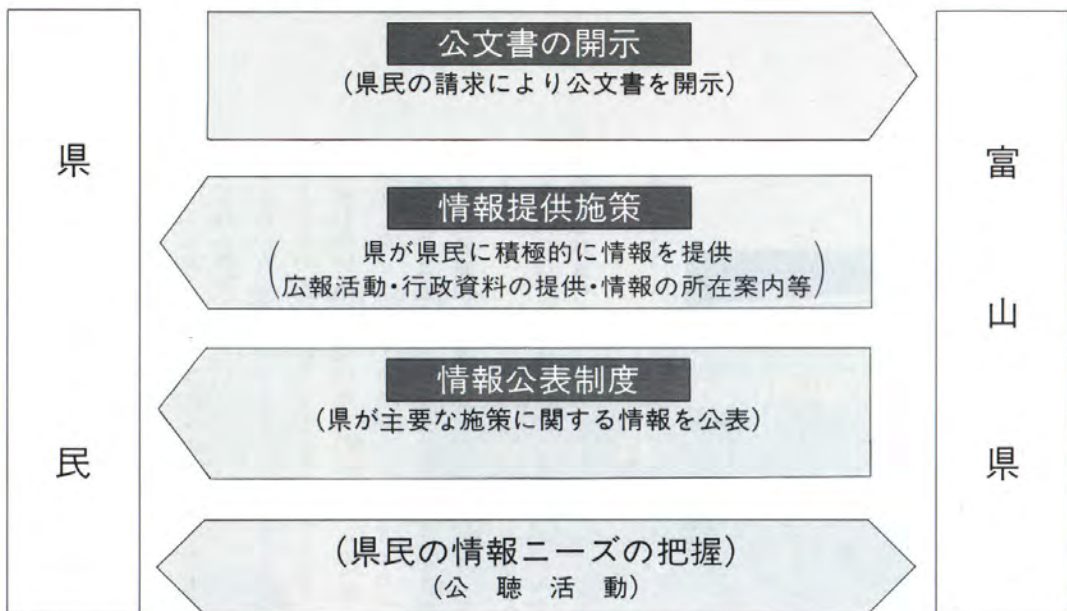 県民
公文書の開示
(県民の請求により公文書を開示)
情報提供施策
(県が県民に積極的に情報を提供
広報活動・行政資料の提供・情報の所在案内等)
情報公表制度
(県が主要な施策に関する情報を公表)
(県民の情報ニーズの把握)
(公聴活動)
富山県